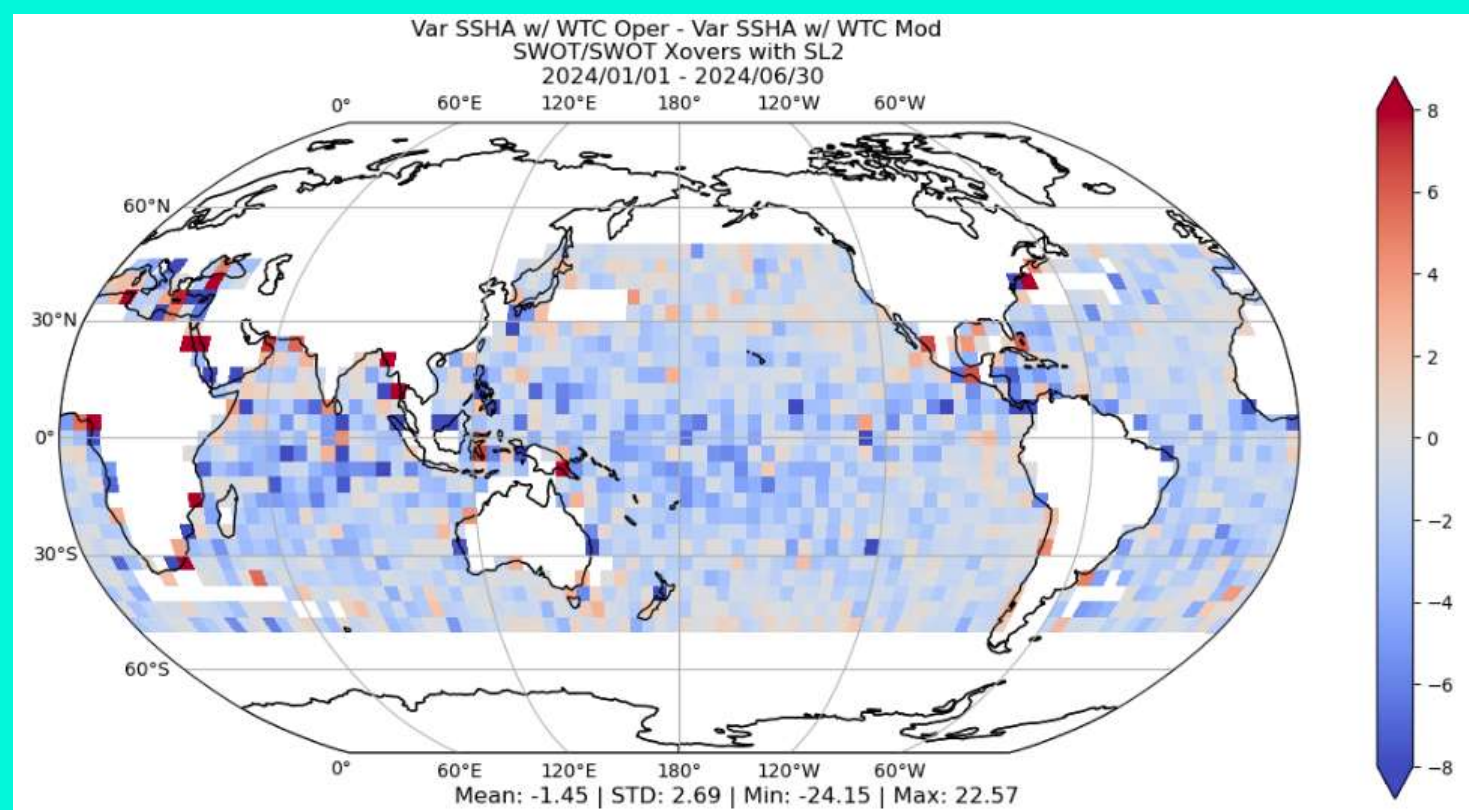 Var SSHA w/ WTC Oper - Var SSHA w/ WTC Mod
SWOT/SWOT Xovers with SL2
2024/01/01 - 2024/06/30
0° 60°E 120°E 180° 120°W 60°W
8
6
60°N
4
30°N
2
0°
0
−2
30°S
−4
60°S
−6
−8
0° 60°E 120°E 180° 120°W 60°W
Mean: -1.45 | STD: 2.69 | Min: -24.15 | Max: 22.57